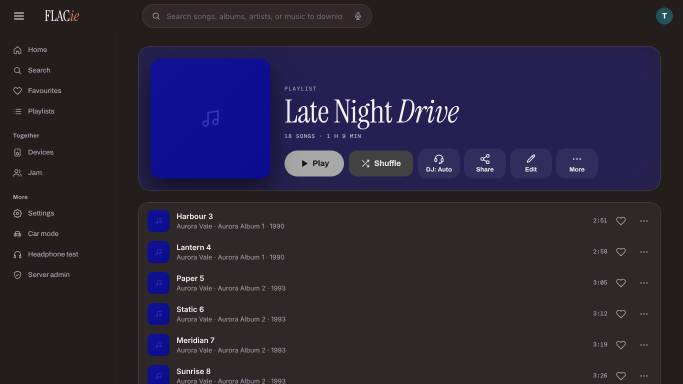 FLACie
Search songs, albums, artists, or music to downlo
T
Home
Search
Favourites
Playlists
Together
Devices
Jam
More
Settings
Car mode
Headphone test
Server admin
PLAYLIST
Late Night Drive
18 SONGS · 1 H 9 MIN
Play
Shuffle
DJ: Auto
Share
Edit
More
Harbour 3
Aurora Vale · Aurora Album 1 · 1990
2:51
Lantern 4
Aurora Vale · Aurora Album 1 · 1990
2:58
Paper 5
Aurora Vale · Aurora Album 2 · 1993
3:05
Static 6
Aurora Vale · Aurora Album 2 · 1993
3:12
Meridian 7
Aurora Vale · Aurora Album 2 · 1993
3:19
Sunrise 8
Aurora Vale · Aurora Album 2 · 1993
3:26